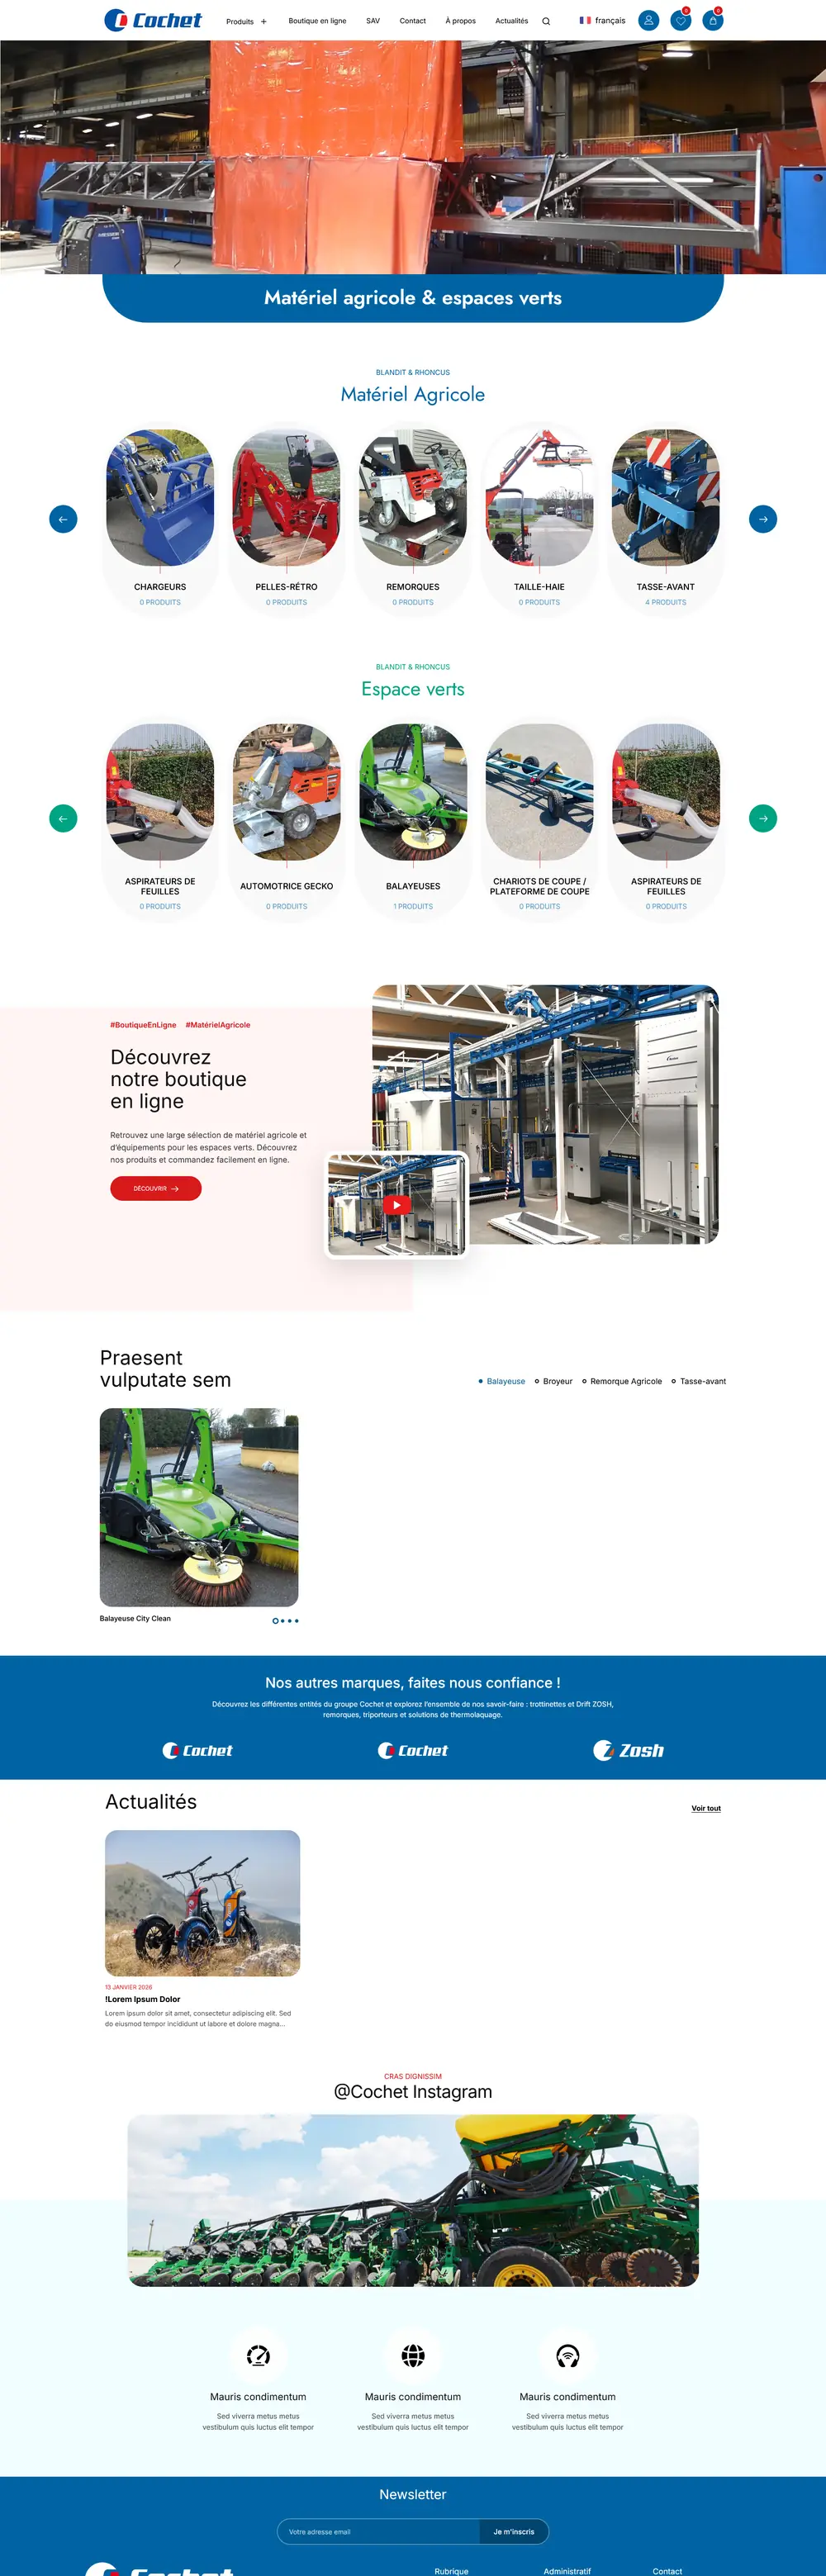 Cochet
Produits +
Boutique en ligne
SAV
Contact
À propos
Actualités
français
0
0
Matériel agricole & espaces verts
BLANDIT & RHONCUS
Matériel Agricole
CHARGEURS
0 PRODUITS
PELLES-RÉTRO
0 PRODUITS
REMORQUES
0 PRODUITS
TAILLE-HAIE
0 PRODUITS
TASSE-AVANT
4 PRODUITS
BLANDIT & RHONCUS
Espace verts
ASPIRATEURS DE
FEUILLES
0 PRODUITS
AUTOMOTRICE GECKO
0 PRODUITS
BALAYEUSES
1 PRODUITS
CHARIOTS DE COUPE /
PLATEFORME DE COUPE
0 PRODUITS
ASPIRATEURS DE
FEUILLES
0 PRODUITS
#BoutiqueEnLigne #MatérielAgricole
Découvrez
notre boutique
en ligne
Retrouvez une large sélection de matériel agricole et
d'équipements pour les espaces verts. Découvrez
nos produits et commandez facilement en ligne.
DÉCOUVRIR
Praesent
vulputate sem
Balayeuse
Broyeur
Remorque Agricole
Tasse-avant
Balayeuse City Clean
Nos autres marques, faites nous confiance !
Découvrez les différentes entités du groupe Cochet et explorez l'ensemble de nos savoir-faire : trottinettes et Drift ZOSH,
remorques, triporteurs et solutions de thermolaquage.
Cochet
Cochet
Zosh
Actualités
Voir tout
13 JANVIER 2026
!Lorem Ipsum Dolor
Lorem ipsum dolor sit amet, consectetur adipiscing elit. Sed
do eiusmod tempor incididunt ut labore et dolore magna...
CRAS DIGNISSIM
@Cochet Instagram
Mauris condimentum
Sed viverra metus metus
vestibulum quis luctus elit tempor
Mauris condimentum
Sed viverra metus metus
vestibulum quis luctus elit tempor
Mauris condimentum
Sed viverra metus metus
vestibulum quis luctus elit tempor
Newsletter
Votre adresse email
Je m'inscris
Cochet
Rubrique
Administratif
Contact